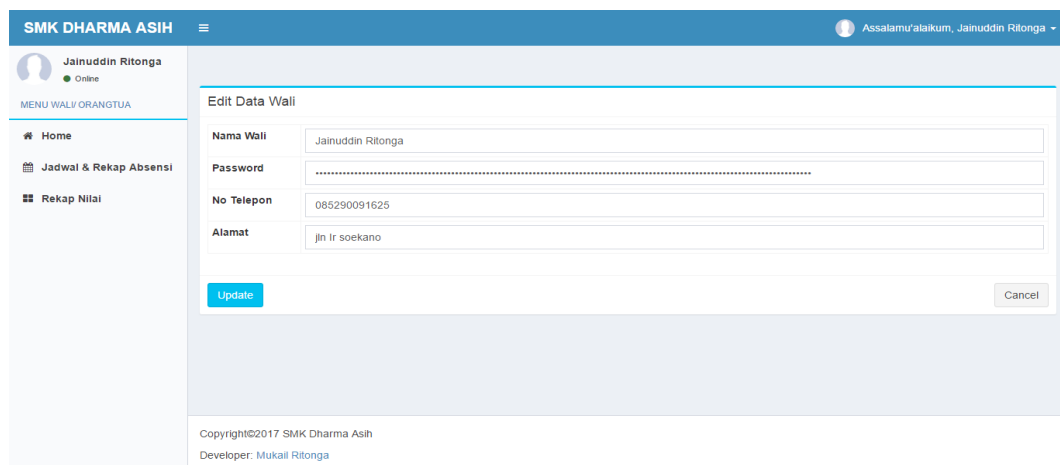 SMK DHARMA ASIH
Assalamu'alaikum, Jainuddin Ritonga
Jainuddin Ritonga
Online
MENU WALI/ ORANGTUA
Home
Jadwal & Rekap Absensi
Rekap Nilai
Edit Data Wali
Nama Wali Jainuddin Ritonga
Password
No Telepon 085290091625
Alamat jln Ir soekano
Update Cancel
Copyright©2017 SMK Dharma Asih
Developer: Mukail Ritonga